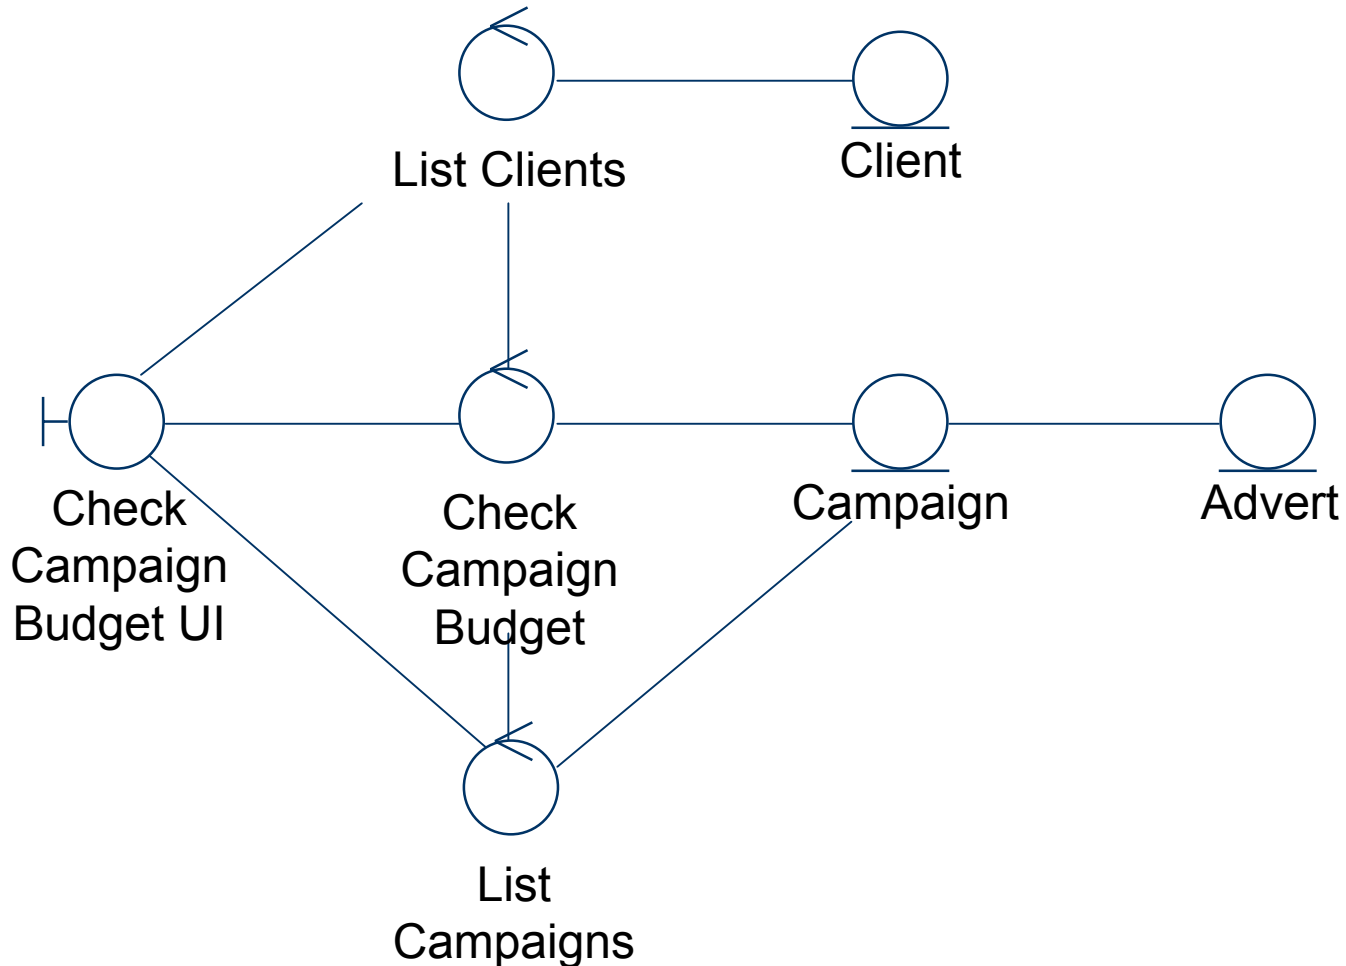 List Clients
Client
Check
Campaign
Budget UI
Check
Campaign
Budget
Campaign
Advert
List
Campaigns